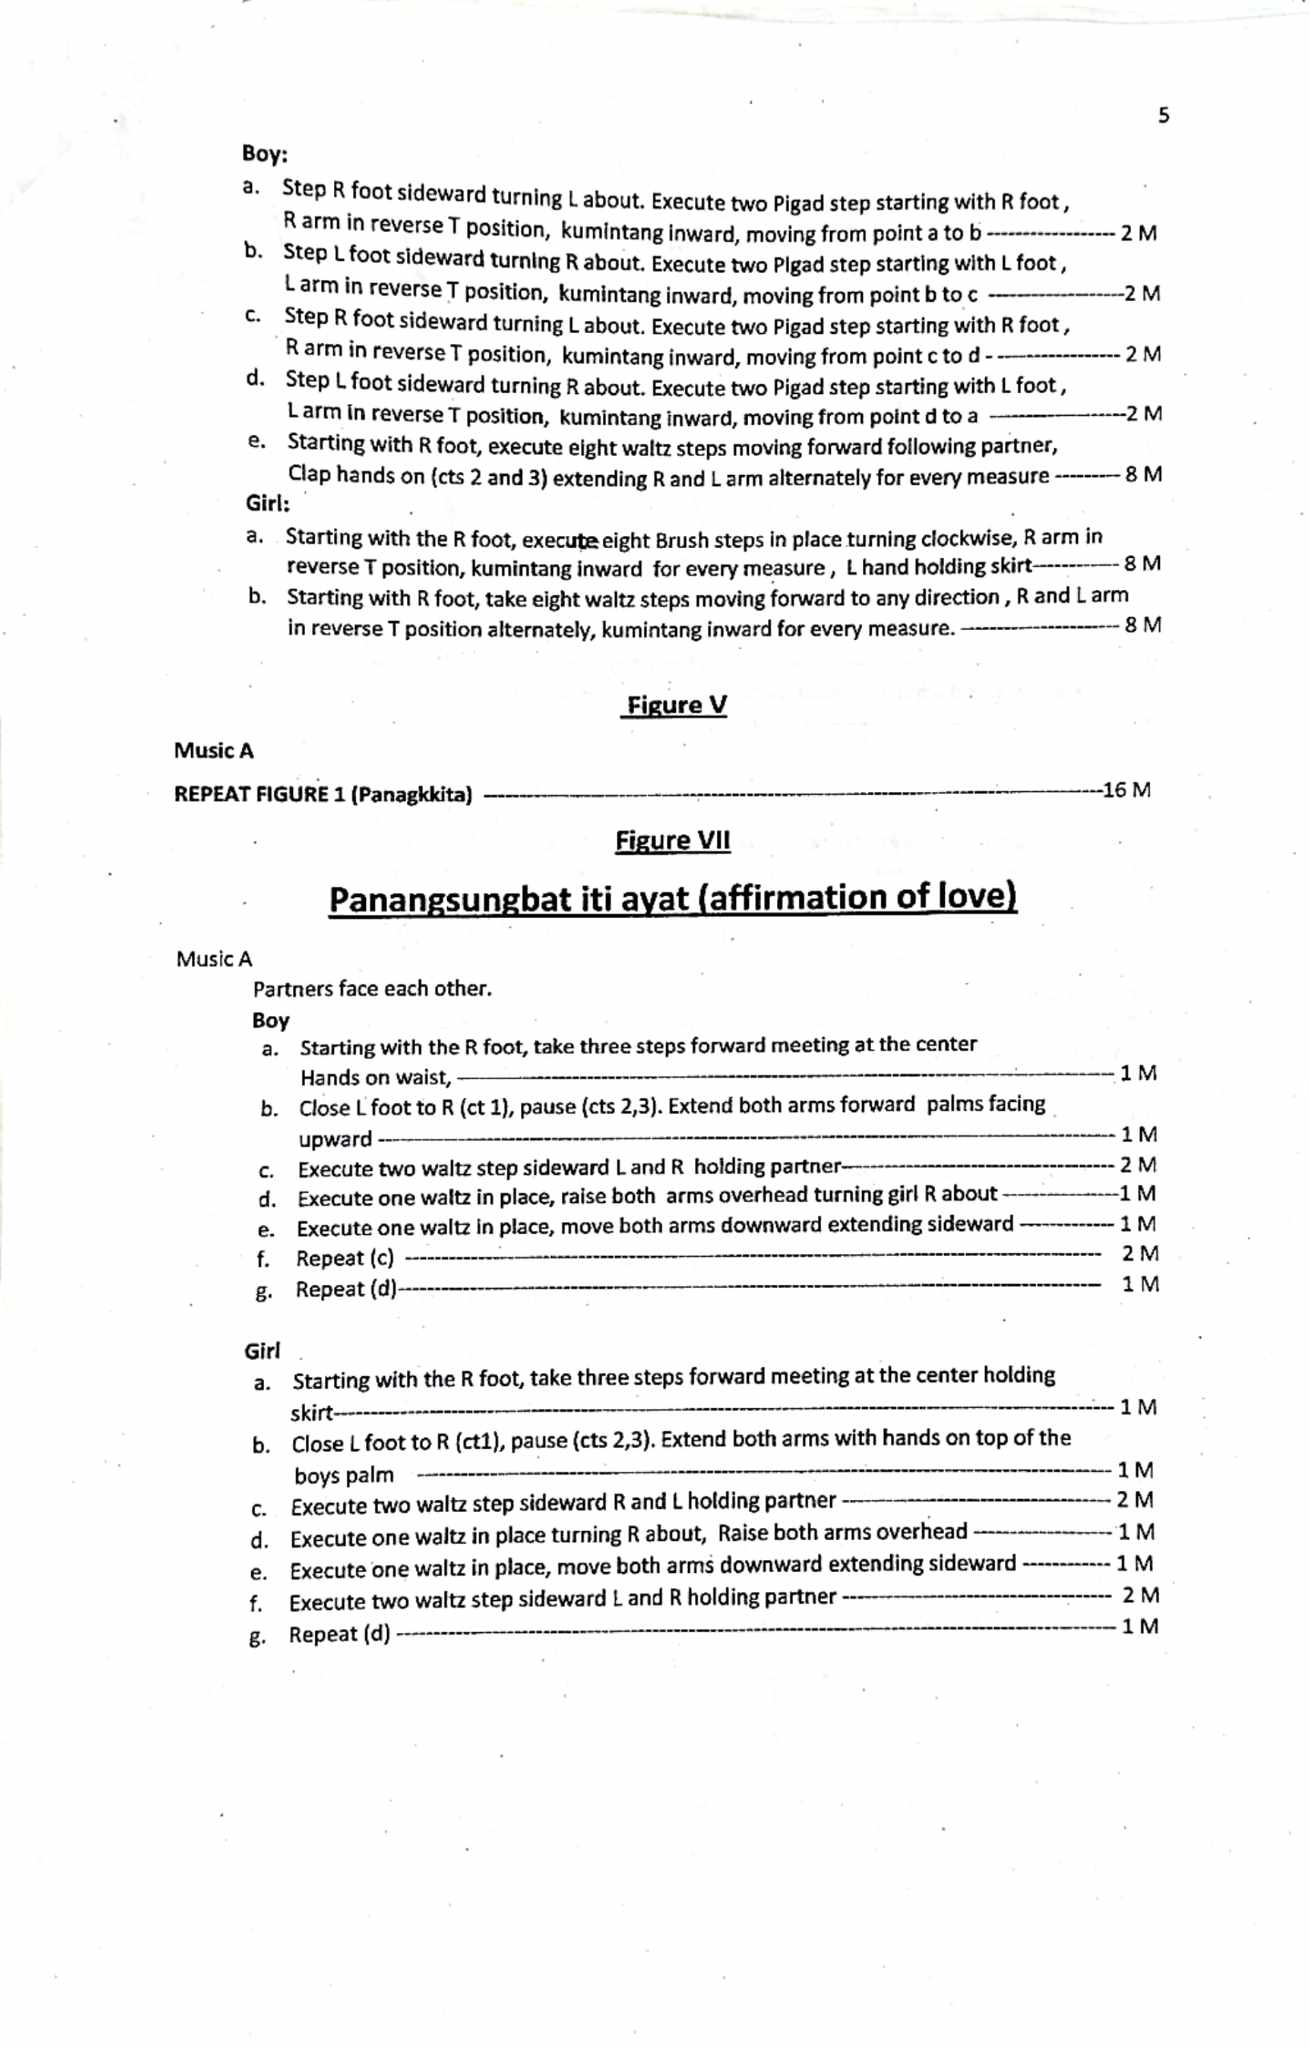 5
Boy:
a. Step R foot sideward turning L about. Execute two Pigad step starting with R foot,
R arm in reverse T position, kumintang inward, moving from point a to b ------------------ 2 M
b. Step L foot sideward turning R about. Execute two Pigad step starting with L foot,
L arm in reverse T position, kumintang inward, moving from point b to c -------------------2 M
c. Step R foot sideward turning L about. Execute two Pigad step starting with R foot,
R arm in reverse T position, kumintang inward, moving from point c to d - ----------------- 2 M
d. Step L foot sideward turning R about. Execute two Pigad step starting with L foot,
L arm in reverse T position, kumintang inward, moving from point d to a -------------------2 M
e. Starting with R foot, execute eight waltz steps moving forward following partner,
Clap hands on (cts 2 and 3) extending R and L arm alternately for every measure --------- 8 M
Girl:
a. Starting with the R foot, execute eight Brush steps in place turning clockwise, R arm in
reverse T position, kumintang inward for every measure, L hand holding skirt------------ 8 M
b. Starting with R foot, take eight waltz steps moving forward to any direction, R and L arm
in reverse T position alternately, kumintang inward for every measure. ---------------------- 8 M
Figure V
Music A
REPEAT FIGURE 1 (Panagkkita) ------------------------------------------------------------------------16 M
Figure VII
Panangsungbat iti ayat (affirmation of love)
Music A
Partners face each other.
Boy
a. Starting with the R foot, take three steps forward meeting at the center
Hands on waist, ------------------------------------------------------------------------ 1 M
b. Close L foot to R (ct 1), pause (cts 2,3). Extend both arms forward palms facing
upward ------------------------------------------------------------------------ 1 M
c. Execute two waltz step sideward L and R holding partner-------------------------------------- 2 M
d. Execute one waltz in place, raise both arms overhead turning girl R about ----------------1 M
e. Execute one waltz in place, move both arms downward extending sideward ------------- 1 M
f. Repeat (c) ------------------------------------------------------------------------ 2 M
g. Repeat (d)------------------------------------------------------------------------ 1 M
Girl
a. Starting with the R foot, take three steps forward meeting at the center holding
skirt------------------------------------------------------------------------ 1 M
b. Close L foot to R (ct1), pause (cts 2,3). Extend both arms with hands on top of the
boys palm ------------------------------------------------------------------------ 1 M
c. Execute two waltz step sideward R and L holding partner ------------------------------------- 2 M
d. Execute one waltz in place turning R about, Raise both arms overhead ------------------- 1 M
e. Execute one waltz in place, move both arms downward extending sideward ------------ 1 M
f. Execute two waltz step sideward L and R holding partner ------------------------------------- 2 M
g. Repeat (d) ------------------------------------------------------------------------ 1 M